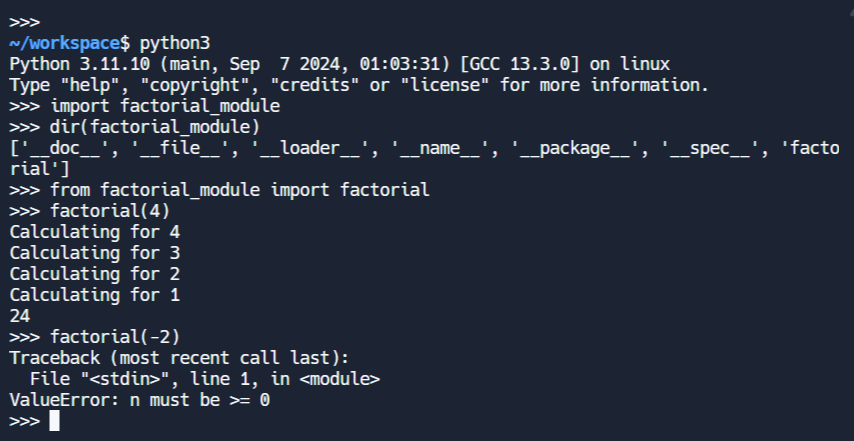 >>>
~/workspace$ python3
Python 3.11.10 (main, Sep  7 2024, 01:03:31) [GCC 13.3.0] on linux
Type "help", "copyright", "credits" or "license" for more information.
>>> import factorial_module
>>> dir(factorial_module)
['__doc__', '__file__', '__loader__', '__name__', '__package__', '__spec__', 'facto
rial']
>>> from factorial_module import factorial
>>> factorial(4)
Calculating for 4
Calculating for 3
Calculating for 2
Calculating for 1
24
>>> factorial(-2)
Traceback (most recent call last):
  File "<stdin>", line 1, in <module>
ValueError: n must be >= 0
>>>